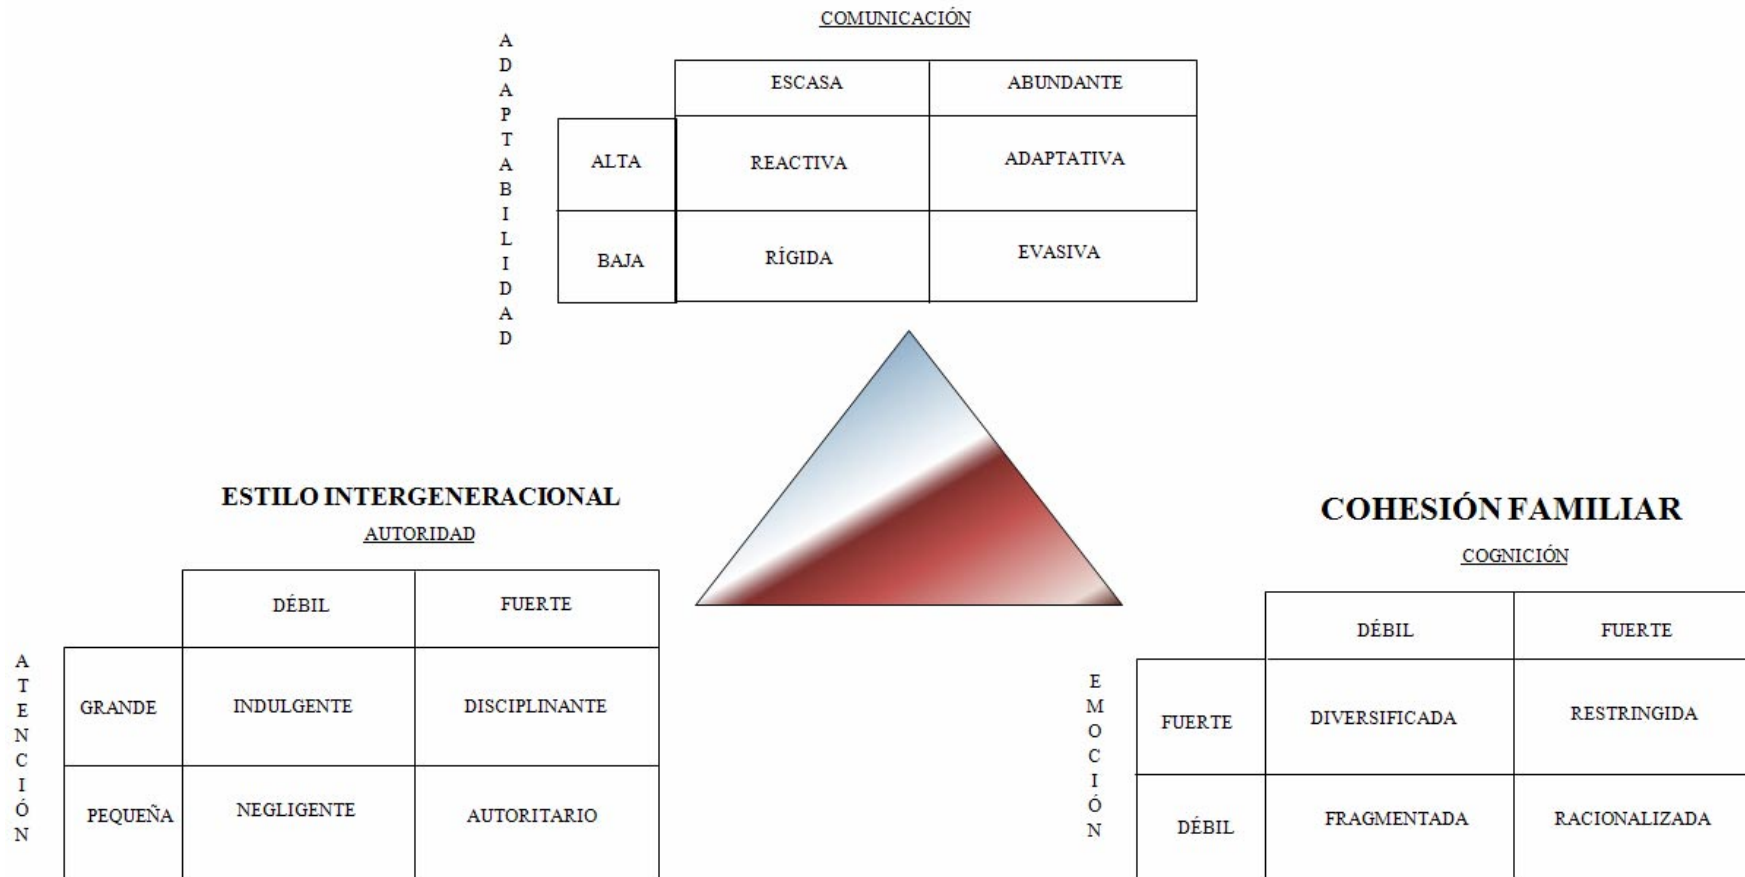 COMUNICACIÓN
ADAPTABILIDAD
ESCASA ABUNDANTE
ALTA REACTIVA ADAPTATIVA
BAJA RÍGIDA EVASIVA
ESTILO INTERGENERACIONAL
AUTORIDAD
DÉBIL FUERTE
ATENCIÓN
GRANDE INDULGENTE DISCIPLINANTE
PEQUEÑA NEGLIGENTE AUTORITARIO
COHESIÓN FAMILIAR
COGNICIÓN
DÉBIL FUERTE
EMOCIÓN
FUERTE DIVERSIFICADA RESTRINGIDA
DÉBIL FRAGMENTADA RACIONALIZADA